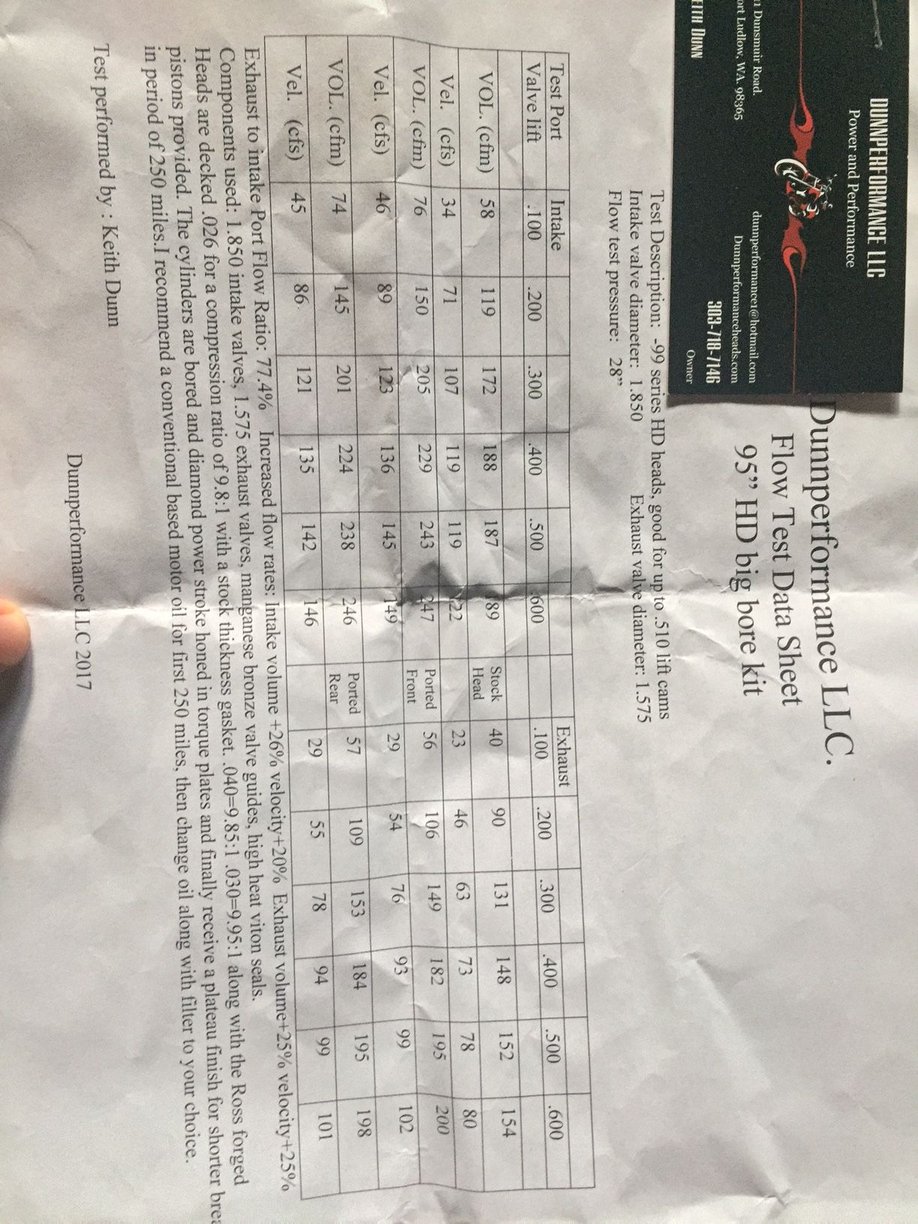 DUNNPERFORMANCE LLC
Power and Performance
dunnperformance1@hotmail.com
Dunnperformanceheads.com
303-718-7146
Owner
Dunsmuir Road.
ort Ludlow, WA. 98365
EITH DUNN
Dunnperformance LLC.
Flow Test Data Sheet
95” HD big bore kit
Test Description: -99 series HD heads, good for up to .510 lift cams
Intake valve diameter: 1.850 Exhaust valve diameter: 1.575
Flow test pressure: 28”
Test Port Intake Exhaust
Valve lift .100 .200 .300 .400 .500 .600 .100 .200 .300 .400 .500 .600
VOL. (cfm) 58 119 172 188 187 89 Stock Head 40 90 131 148 152 154
Vel. (cfs) 34 71 107 119 119 22 23 46 63 73 78 80
VOL. (cfm) 76 150 205 229 243 247 Ported Front 56 106 149 182 195 200
Vel. (cfs) 46 89 123 136 145 149 29 54 76 93 99 102
VOL. (cfm) 74 145 201 224 238 246 Ported Rear 57 109 153 184 195 198
Vel. (cfs) 45 86 121 135 142 146 29 55 78 94 99 101
Exhaust to intake Port Flow Ratio: 77.4% Increased flow rates: Intake volume +26% velocity+20% Exhaust volume+25% velocity+25%
Components used: 1.850 intake valves, 1.575 exhaust valves, manganese bronze valve guides, high heat viton seals.
Heads are decked .026 for a compression ratio of 9.8:1 with a stock thickness gasket. .040=9.85:1 .030=9.95:1 along with the Ross forged
pistons provided. The cylinders are bored and diamond power stroke honed in torque plates and finally receive a plateau finish for shorter brea
in period of 250 miles.I recommend a conventional based motor oil for first 250 miles, then change oil along with filter to your choice.
Test performed by : Keith Dunn
Dunnperformance LLC 2017